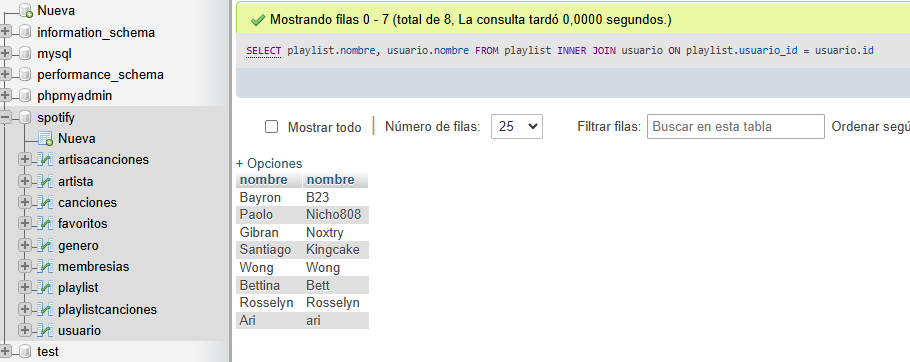 Nueva
information_schema
mysql
performance_schema
phpmyadmin
spotify
Nueva
artisacanciones
artista
canciones
favoritos
genero
membresias
playlist
playlistcanciones
usuario
test
Mostrando filas 0 - 7 (total de 8, La consulta tardó 0,0000 segundos.)
SELECT playlist.nombre, usuario.nombre FROM playlist INNER JOIN usuario ON playlist.usuario_id = usuario.id
Mostrar todo | Número de filas: 25 Filtrar filas: Buscar en esta tabla Ordenar segú
+ Opciones
nombre nombre
Bayron B23
Paolo Nicho808
Gibran Noxtry
Santiago Kingcake
Wong Wong
Bettina Bett
Rosselyn Rosselyn
Ari ari